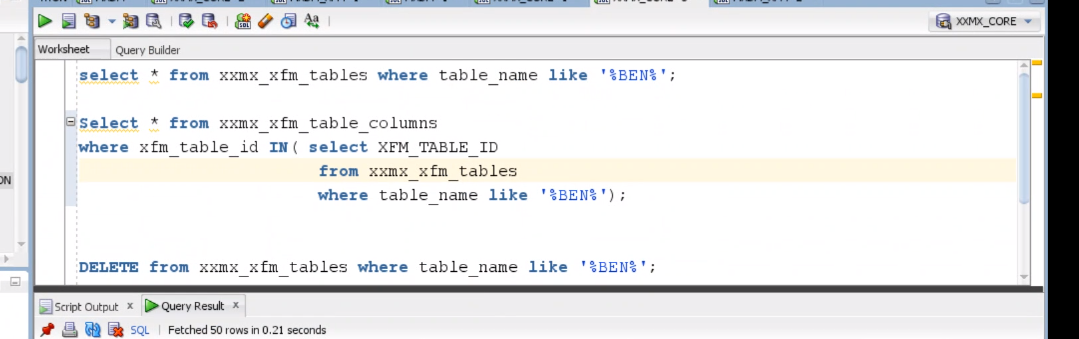 XXMX_CORE
Worksheet Query Builder
select * from xxmx_xfm_tables where table_name like '%BEN%';
Select * from xxmx_xfm_table_columns
where xfm_table_id IN( select XFM_TABLE_ID
from xxmx_xfm_tables
ON
where table_name like '%BEN%');
DELETE from xxmx_xfm_tables where table_name like '%BEN%';
Script Output x Query Result x
SQL | Fetched 50 rows in 0.21 seconds